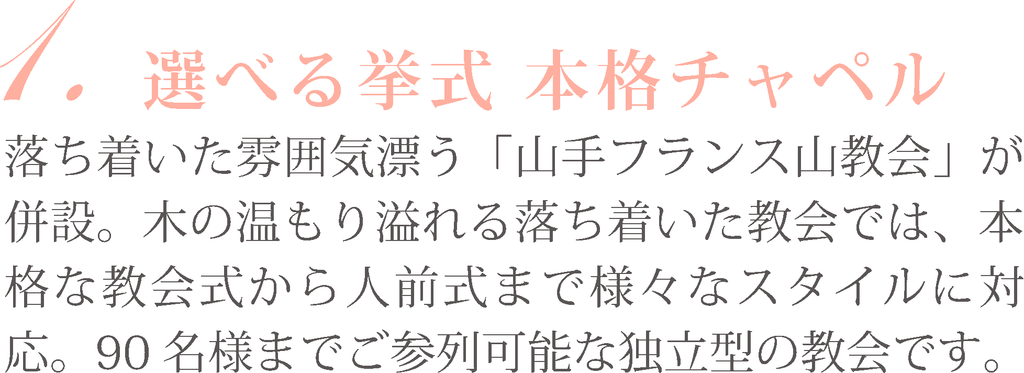 1. 選べる挙式 本格チャペル
落ち着いた雰囲気漂う「山手フランス山教会」が
併設。木の温もり溢れる落ち着いた教会では、本
格な教会式から人前式まで様々なスタイルに対
応。90 名様までご参列可能な独立型の教会です。